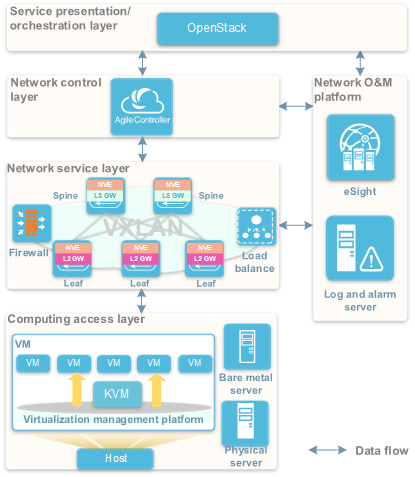 Service presentation/
orchestration layer
OpenStack
Network control
layer
AgileController
Network O&M
platform
eSight
Log and alarm
server
Network service layer
Spine
NVE
L3 GW
NVE
L3 GW
Spine
VXLAN
Firewall
NVE
L2 GW
NVE
L2 GW
NVE
L2 GW
Load
balance
Leaf
Leaf
Leaf
Computing access layer
VM
VM
VM
VM
VM
VM
KVM
Virtualization management platform
Host
Bare metal
server
Physical
server
Data flow